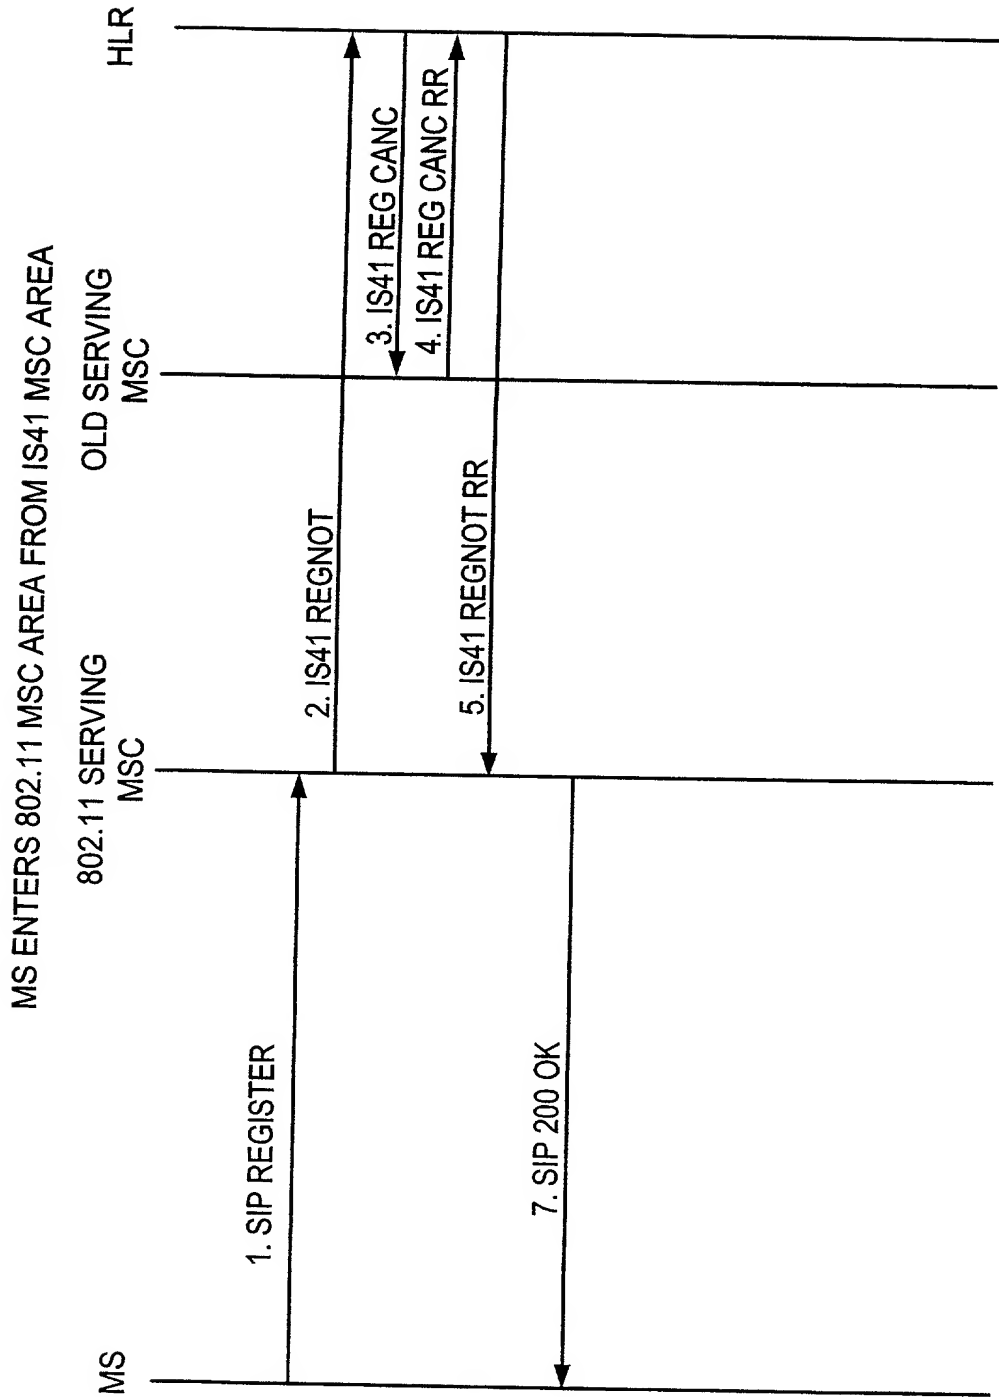 MS ENTERS 802.11 MSC AREA FROM IS41 MSC AREA
MS
802.11 SERVING
MSC
OLD SERVING
MSC
HLR
1. SIP REGISTER
2. IS41 REGNOT
3. IS41 REG CANC
4. IS41 REG CANC RR
5. IS41 REGNOT RR
7. SIP 200 OK